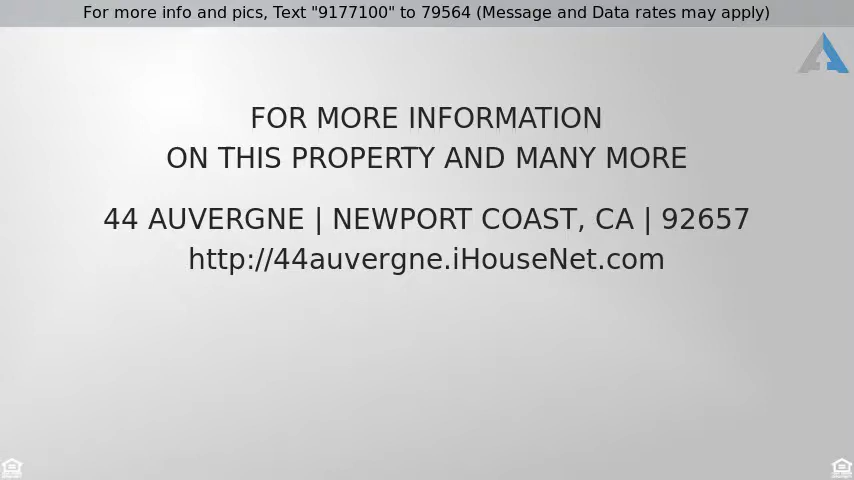 For more info and pics, Text "9177100" to 79564 (Message and Data rates may apply)
FOR MORE INFORMATION
ON THIS PROPERTY AND MANY MORE
44 AUVERGNE | NEWPORT COAST, CA | 92657
http://44auvergne.iHouseNet.com